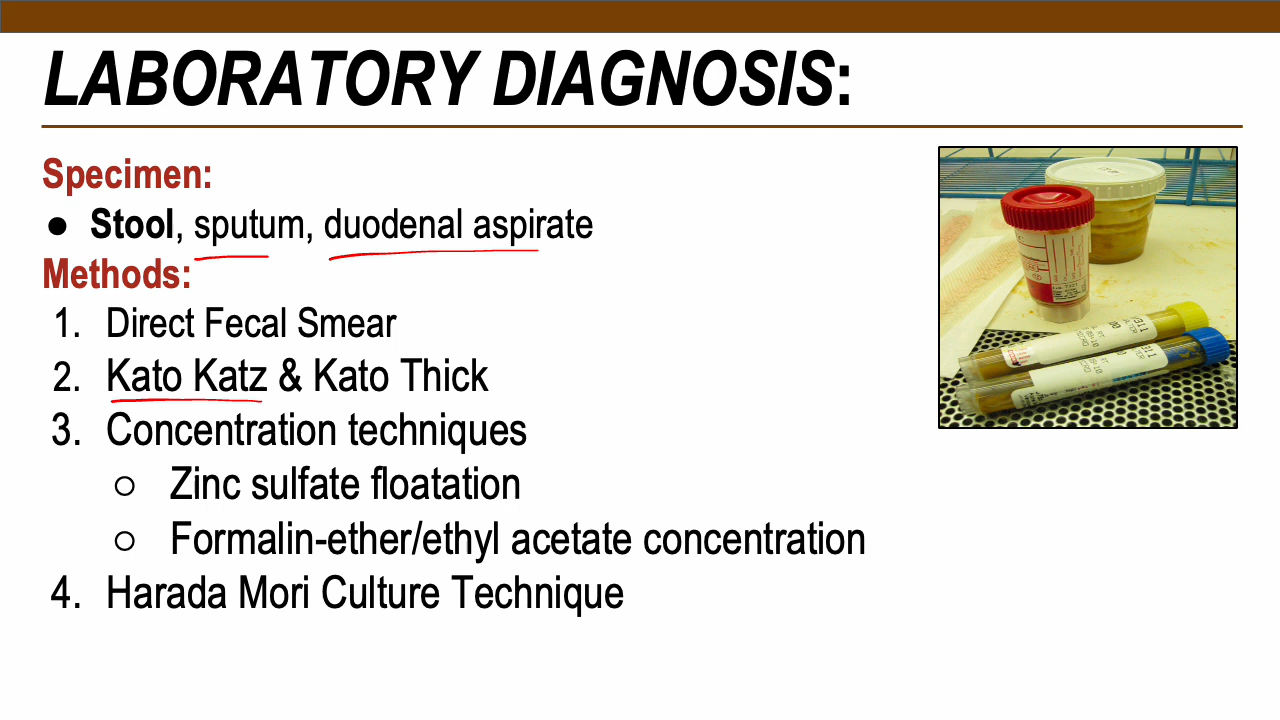 LABORATORY DIAGNOSIS:
Specimen:
● Stool, sputum, duodenal aspirate
Methods:
1. Direct Fecal Smear
2. Kato Katz & Kato Thick
3. Concentration techniques
○ Zinc sulfate floatation
○ Formalin-ether/ethyl acetate concentration
4. Harada Mori Culture Technique